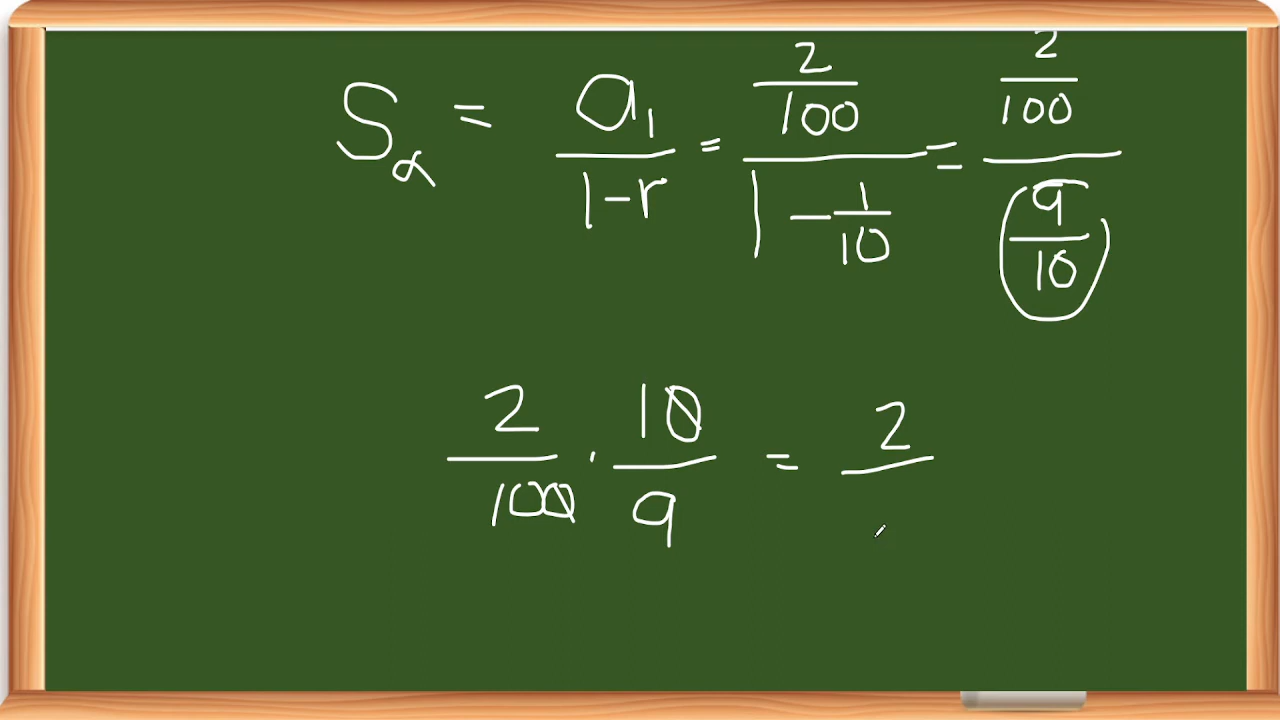 S∝ = a₁/(1-r) = (2/100)/(1 - 1/10) = (2/100)/(9/10)
2/100 · 10/9 = 2/